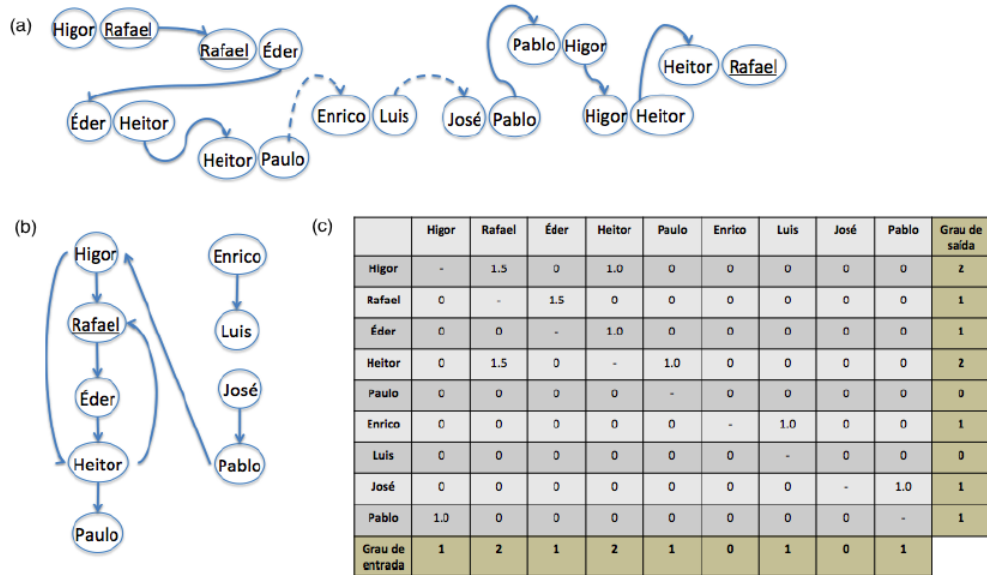 (a)
Higor Rafael
Rafael Éder
Éder Heitor
Heitor Paulo
Enrico Luis
José Pablo
Pablo Higor
Higor Heitor
Heitor Rafael
(b)
Higor
Rafael
Éder
Heitor
Paulo
Enrico
Luis
José
Pablo
(c)
Higor Rafael Éder Heitor Paulo Enrico Luis José Pablo Grau de saída
Higor - 1.5 0 1.0 0 0 0 0 0 2
Rafael 0 - 1.5 0 0 0 0 0 0 1
Éder 0 0 - 1.0 0 0 0 0 0 1
Heitor 0 1.5 0 - 1.0 0 0 0 0 2
Paulo 0 0 0 0 - 0 0 0 0 0
Enrico 0 0 0 0 0 - 1.0 0 0 1
Luis 0 0 0 0 0 0 - 0 0 0
José 0 0 0 0 0 0 0 - 1.0 1
Pablo 1.0 0 0 0 0 0 0 0 - 1
Grau de entrada 1 2 1 2 1 0 1 0 1